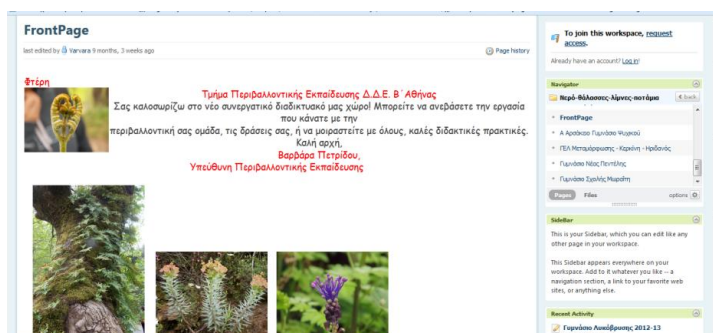 FrontPage
last edited by Varvara 9 months, 3 weeks ago
Page history
Φτέρη
Τμήμα Περιβαλλοντικής Εκπαίδευσης Δ.Δ.Ε. Β΄Αθήνας
Σας καλοσωρίζω στο νέο συνεργατικό διαδικτυακό μας χώρο! Μπορείτε να ανεβάσετε την εργασία
που κάνατε με την
περιβαλλοντική σας ομάδα, τις δράσεις σας, ή να μοιραστείτε με όλους, καλές διδακτικές πρακτικές.
Καλή αρχή,
Βαρβάρα Πετρίδου,
Υπεύθυνη Περιβαλλοντικής Εκπαίδευσης
To join this workspace, request
access.
Already have an account? Log in!
Navigator
Νερό-θάλασσες-λίμνες-ποτάμια
back
FrontPage
Α Αρσάκειο Γυμνάσιο Ψυχικού
ΓΕΛ Μεταμόρφωσης - Κερκίνη - Ηριδανός
Γυμνάσιο Νέας Πεντέλης
Γυμνάσιο Σχολής Μωραΐτη
Pages
Files
options
SideBar
This is your Sidebar, which you can edit like any
other page in your workspace.
This Sidebar appears everywhere on your
workspace. Add to it whatever you like -- a
navigation section, a link to your favorite web
sites, or anything else.
Recent Activity
Γυμνάσιο Λυκόβρυσης 2012-13